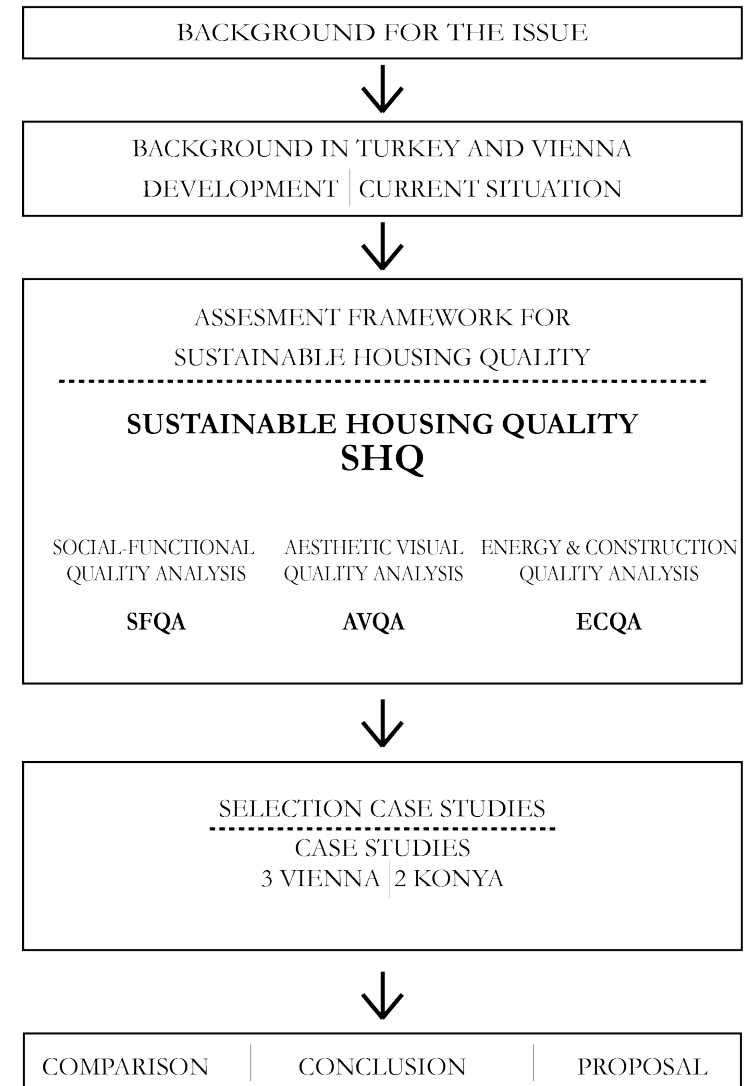 BACKGROUND FOR THE ISSUE
BACKGROUND IN TURKEY AND VIENNA
DEVELOPMENT | CURRENT SITUATION
ASSESMENT FRAMEWORK FOR
SUSTAINABLE HOUSING QUALITY
SUSTAINABLE HOUSING QUALITY
SHQ
SOCIAL-FUNCTIONAL
QUALITY ANALYSIS
SFQA
AESTHETIC VISUAL
QUALITY ANALYSIS
AVQA
ENERGY & CONSTRUCTION
QUALITY ANALYSIS
ECQA
SELECTION CASE STUDIES
CASE STUDIES
3 VIENNA | 2 KONYA
COMPARISON | CONCLUSION | PROPOSAL